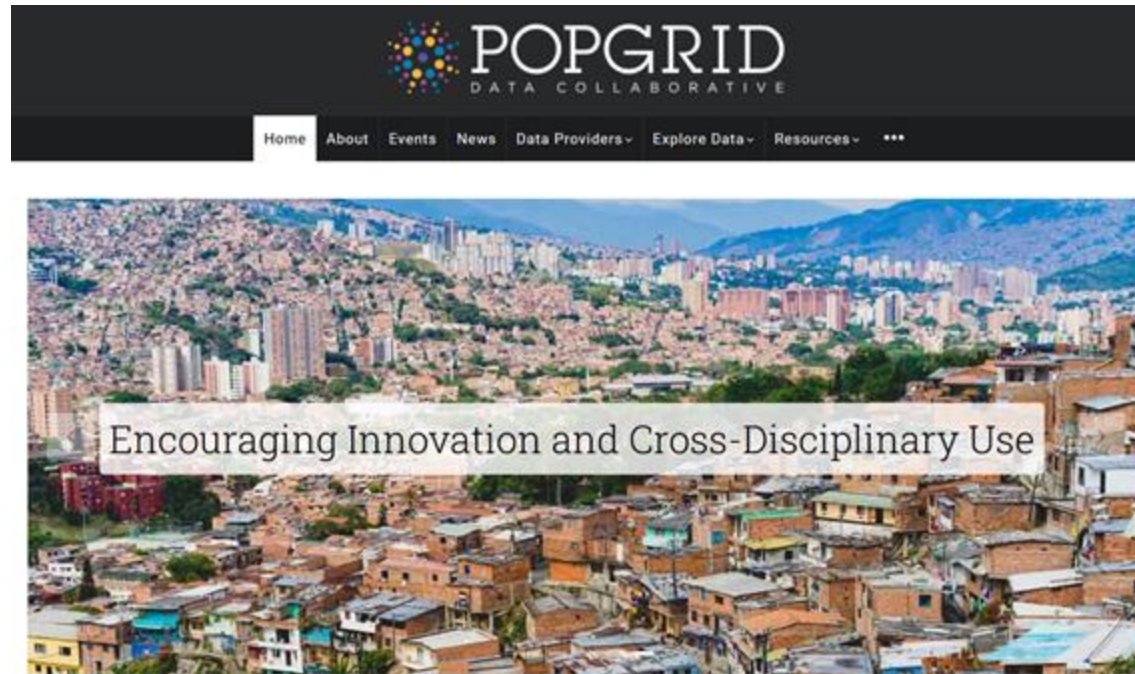 POPGRID
DATA COLLABORATIVE
Home About Events News Data Providers Explore Data Resources •••
Encouraging Innovation and Cross-Disciplinary Use